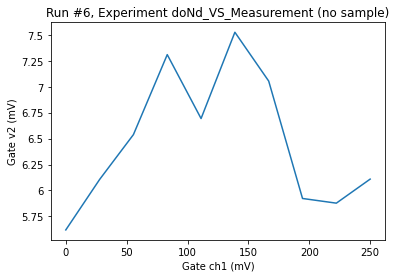 Run #6, Experiment doNd_VS_Measurement (no sample)
7.5
7.25
7
6.75
6.5
6.25
6
5.75
Gate v2 (mV)
0 50 100 150 200 250
Gate ch1 (mV)